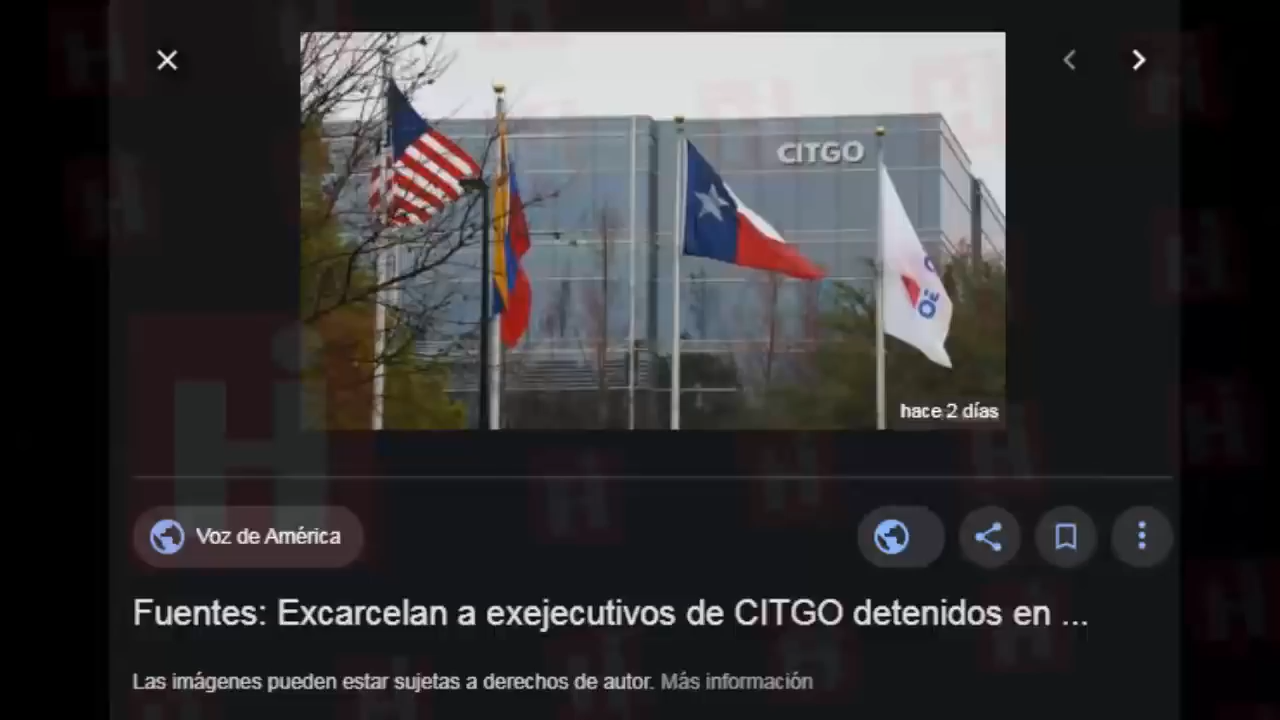 CITGO
hace 2 días
Voz de América
Fuentes: Excarcelan a exejecutivos de CITGO detenidos en ...
Las imágenes pueden estar sujetas a derechos de autor. Más información